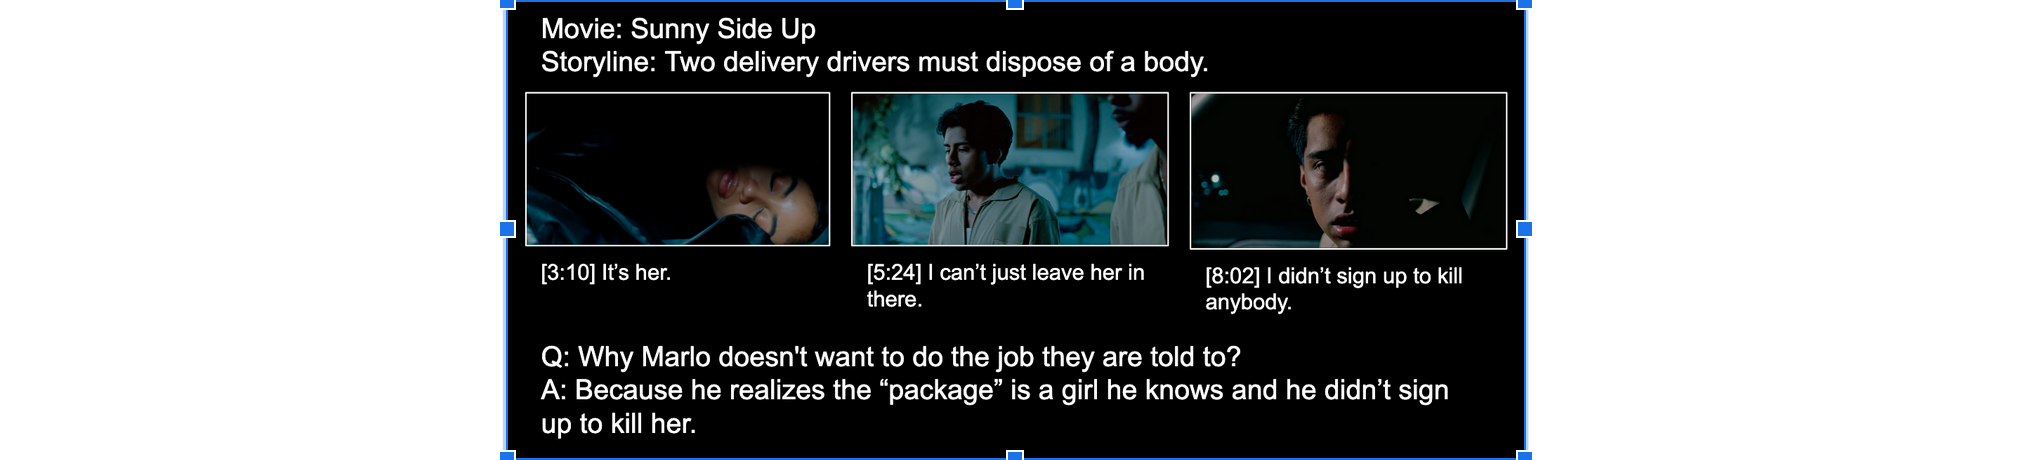 Movie: Sunny Side Up
Storyline: Two delivery drivers must dispose of a body.
[3:10] It’s her.
[5:24] I can’t just leave her in
there.
[8:02] I didn’t sign up to kill
anybody.
Q: Why Marlo doesn't want to do the job they are told to?
A: Because he realizes the “package” is a girl he knows and he didn’t sign
up to kill her.